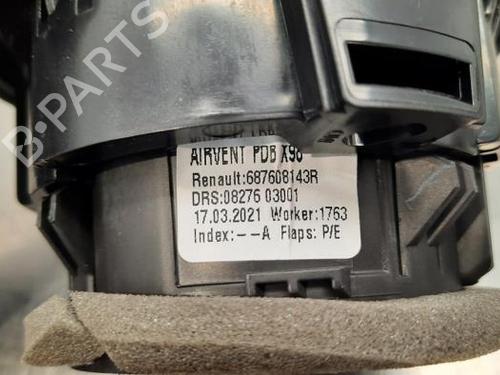 B-PARTS
AIRVENT PDB X98
Renault:687608143R
DRS:08276 03001
17.03.2021 Worker:1763
Index:--A Flaps: P/E